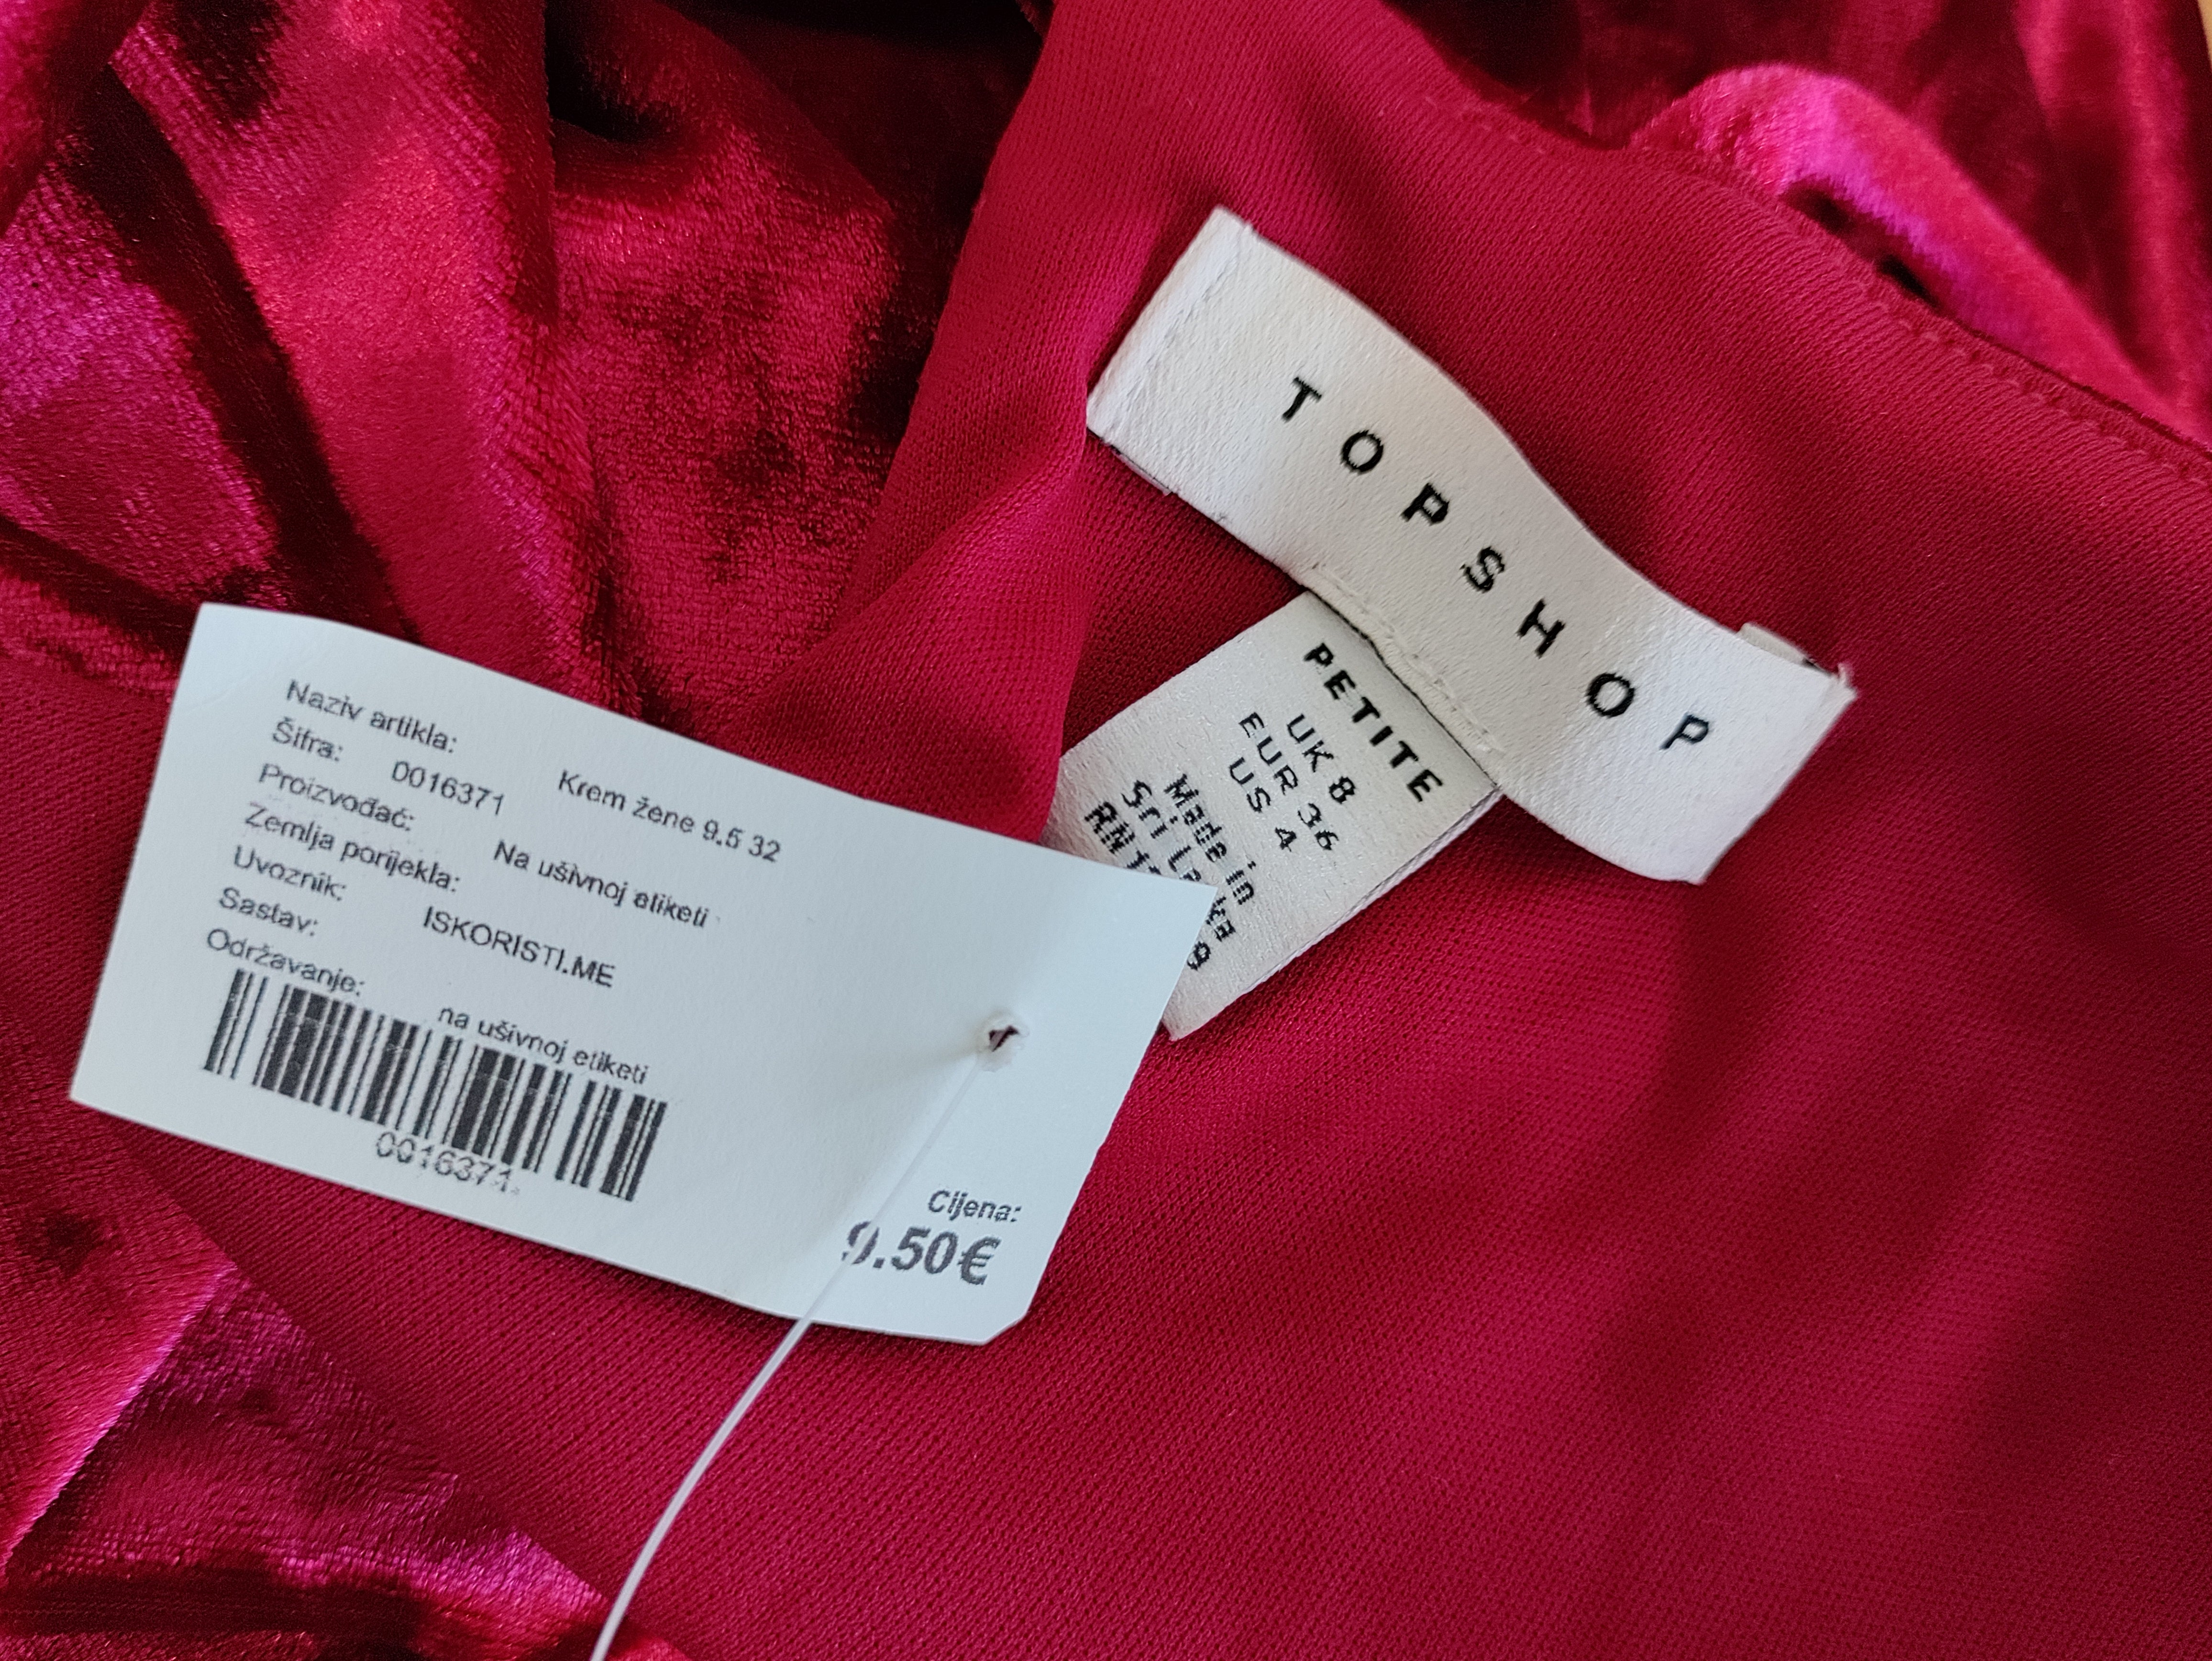 TOPSHOP
PETITE
UK 8
EUR 36
US 4
Made in
Sri
Naziv artikla: Krem žene 9.5 32
Šifra: 0016371
Proizvođač: Na ušivnoj etiketi
Zemlja porijekla:
Uvoznik: ISKORISTI.ME
Sastav:
Održavanje: na ušivnoj etiketi
0016371
Cijena:
9.50€